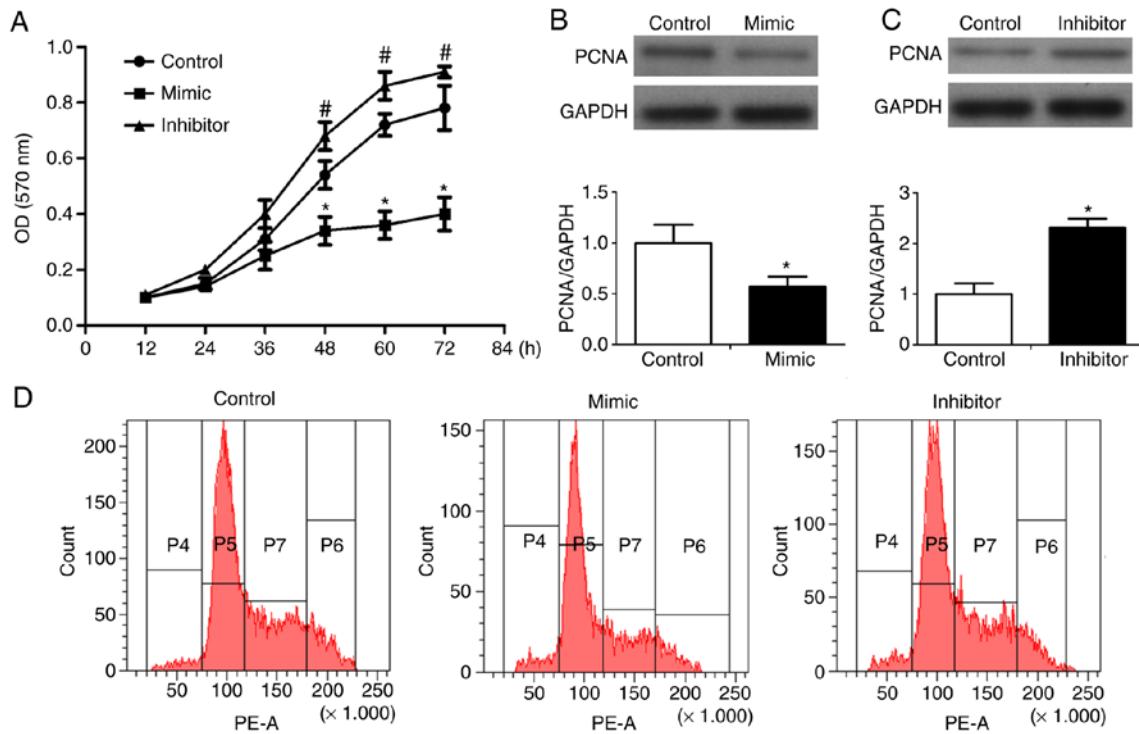 A
1.0
0.8
0.6
0.4
0.2
0.0
OD (570 nm)
Control
Mimic
Inhibitor
# # #
* * *
0 12 24 36 48 60 72 84 (h)
B
Control Mimic
PCNA
GAPDH
1.5
1.0
0.5
0.0
PCNA/GAPDH
*
Control Mimic
C
Control Inhibitor
PCNA
GAPDH
3
2
1
0
PCNA/GAPDH
*
Control Inhibitor
D
Control
200
150
100
50
0
Count
P4 P5 P7 P6
50 100 150 200 250
(× 1.000)
PE-A
Mimic
150
100
50
0
Count
P4 P5 P7 P6
50 100 150 200 250
(× 1.000)
PE-A
Inhibitor
150
100
50
0
Count
P4 P5 P7 P6
50 100 150 200 250
(× 1.000)
PE-A